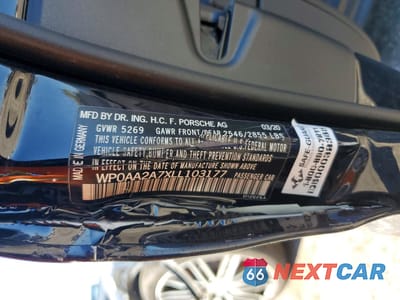 MFD BY DR. ING. H.C. F. PORSCHE AG 03/20
GVWR 5269 GAWR FRONT/REAR 2546/2855 LBS
THIS VEHICLE CONFORMS TO ALL FEDERAL MOTOR
VEHICLE SAFETY, BUMPER AND THEFT PREVENTION STANDARDS
IN EFFECT ON THE DATE OF MANUFACTURE SHOWN ABOVE
WP0AA2A7XLL103177
PASSENGER CAR
MADE IN GERMANY
66 NEXTCAR